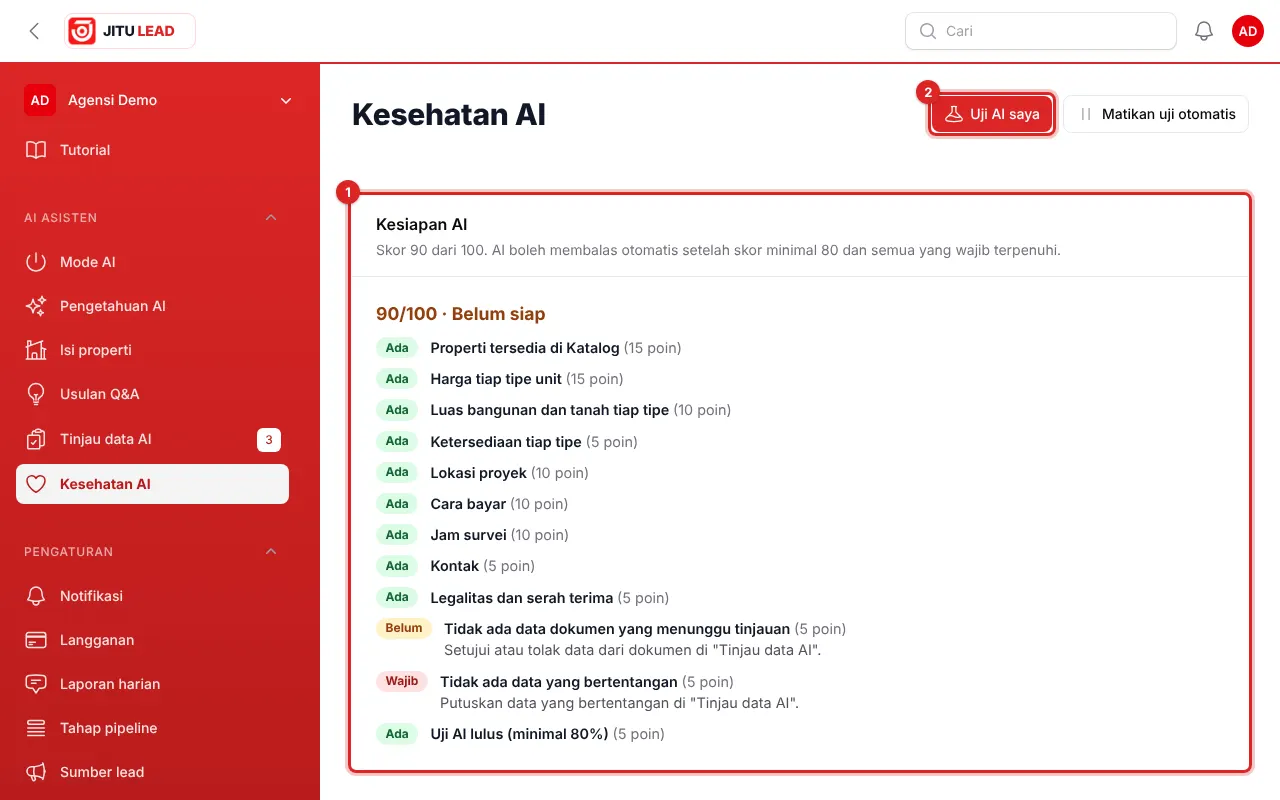 JITU LEAD
Cari
AD
AD
Agensi Demo
Tutorial
AI ASISTEN
Mode AI
Pengetahuan AI
Isi properti
Usulan Q&A
Tinjau data AI
3
Kesehatan AI
PENGATURAN
Notifikasi
Langganan
Laporan harian
Tahap pipeline
Sumber lead
Kesehatan AI
2
Uji AI saya
Matikan uji otomatis
1
Kesiapan AI
Skor 90 dari 100. AI boleh membalas otomatis setelah skor minimal 80 dan semua yang wajib terpenuhi.
90/100 · Belum siap
Ada Properti tersedia di Katalog (15 poin)
Ada Harga tiap tipe unit (15 poin)
Ada Luas bangunan dan tanah tiap tipe (10 poin)
Ada Ketersediaan tiap tipe (5 poin)
Ada Lokasi proyek (10 poin)
Ada Cara bayar (10 poin)
Ada Jam survei (10 poin)
Ada Kontak (5 poin)
Ada Legalitas dan serah terima (5 poin)
Belum Tidak ada data dokumen yang menunggu tinjauan (5 poin)
Setujui atau tolak data dari dokumen di "Tinjau data AI".
Wajib Tidak ada data yang bertentangan (5 poin)
Putuskan data yang bertentangan di "Tinjau data AI".
Ada Uji AI lulus (minimal 80%) (5 poin)